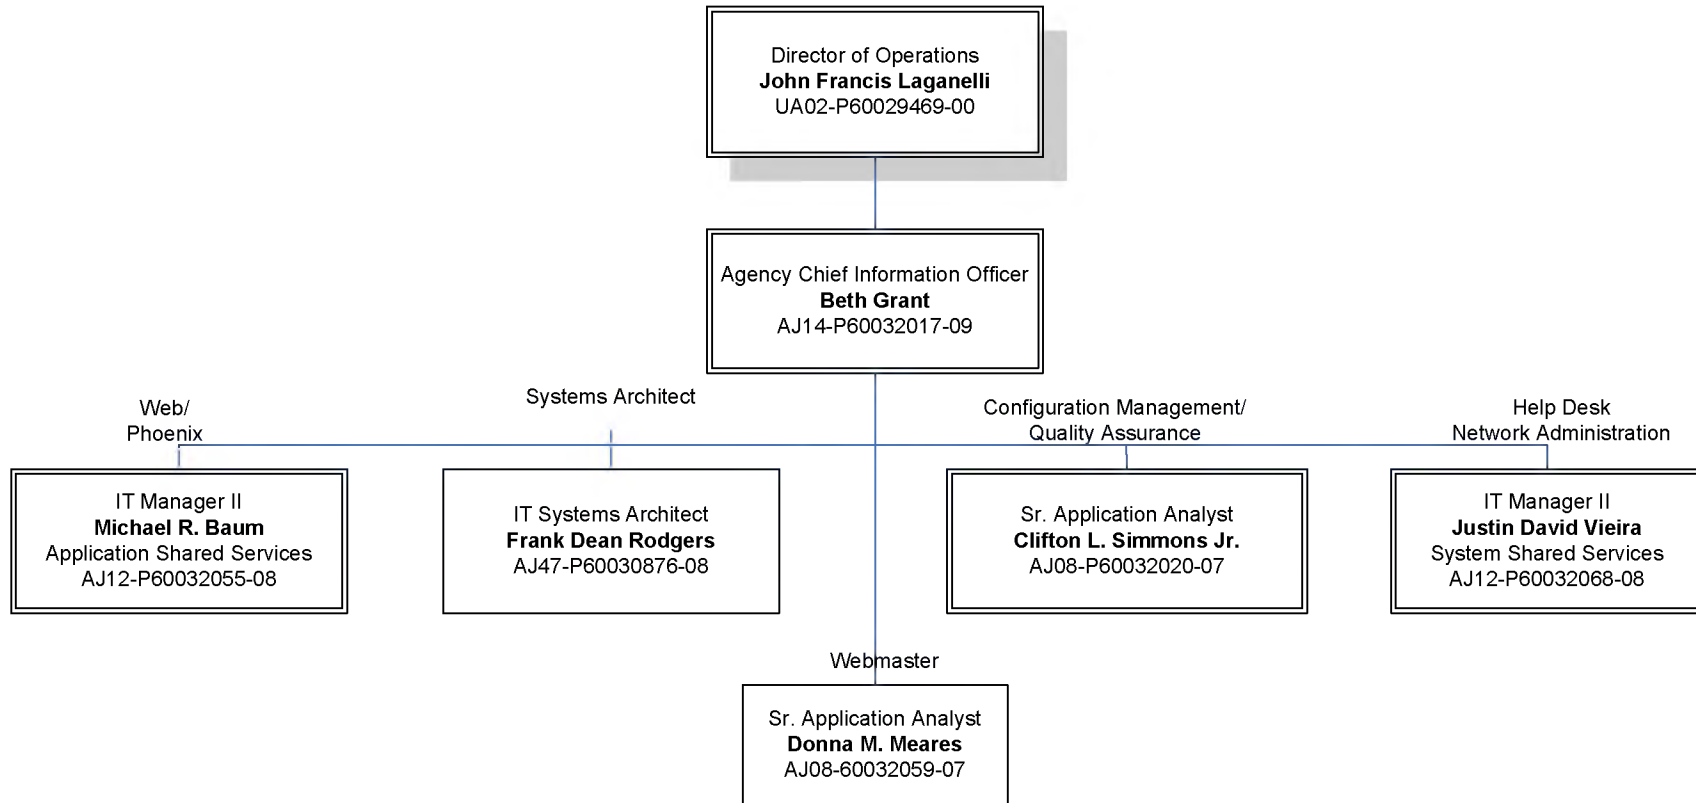 Director of Operations
John Francis Laganelli
UA02-P60029469-00
Agency Chief Information Officer
Beth Grant
AJ14-P60032017-09
Web/
Phoenix
Systems Architect
Configuration Management/
Quality Assurance
Help Desk
Network Administration
IT Manager II
Michael R. Baum
Application Shared Services
AJ12-P60032055-08
IT Systems Architect
Frank Dean Rodgers
AJ47-P60030876-08
Sr. Application Analyst
Clifton L. Simmons Jr.
AJ08-P60032020-07
IT Manager II
Justin David Vieira
System Shared Services
AJ12-P60032068-08
Webmaster
Sr. Application Analyst
Donna M. Meares
AJ08-60032059-07